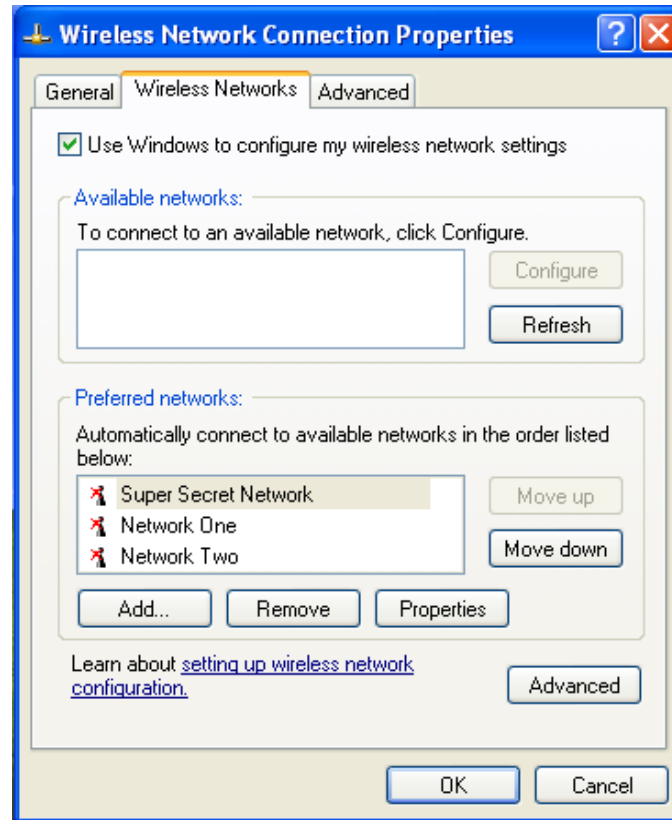 Wireless Network Connection Properties
General
Wireless Networks
Advanced
Use Windows to configure my wireless network settings
Available networks:
To connect to an available network, click Configure.
Configure
Refresh
Preferred networks:
Automatically connect to available networks in the order listed
below:
Super Secret Network
Network One
Network Two
Move up
Move down
Add...
Remove
Properties
Learn about setting up wireless network
configuration.
Advanced
OK
Cancel